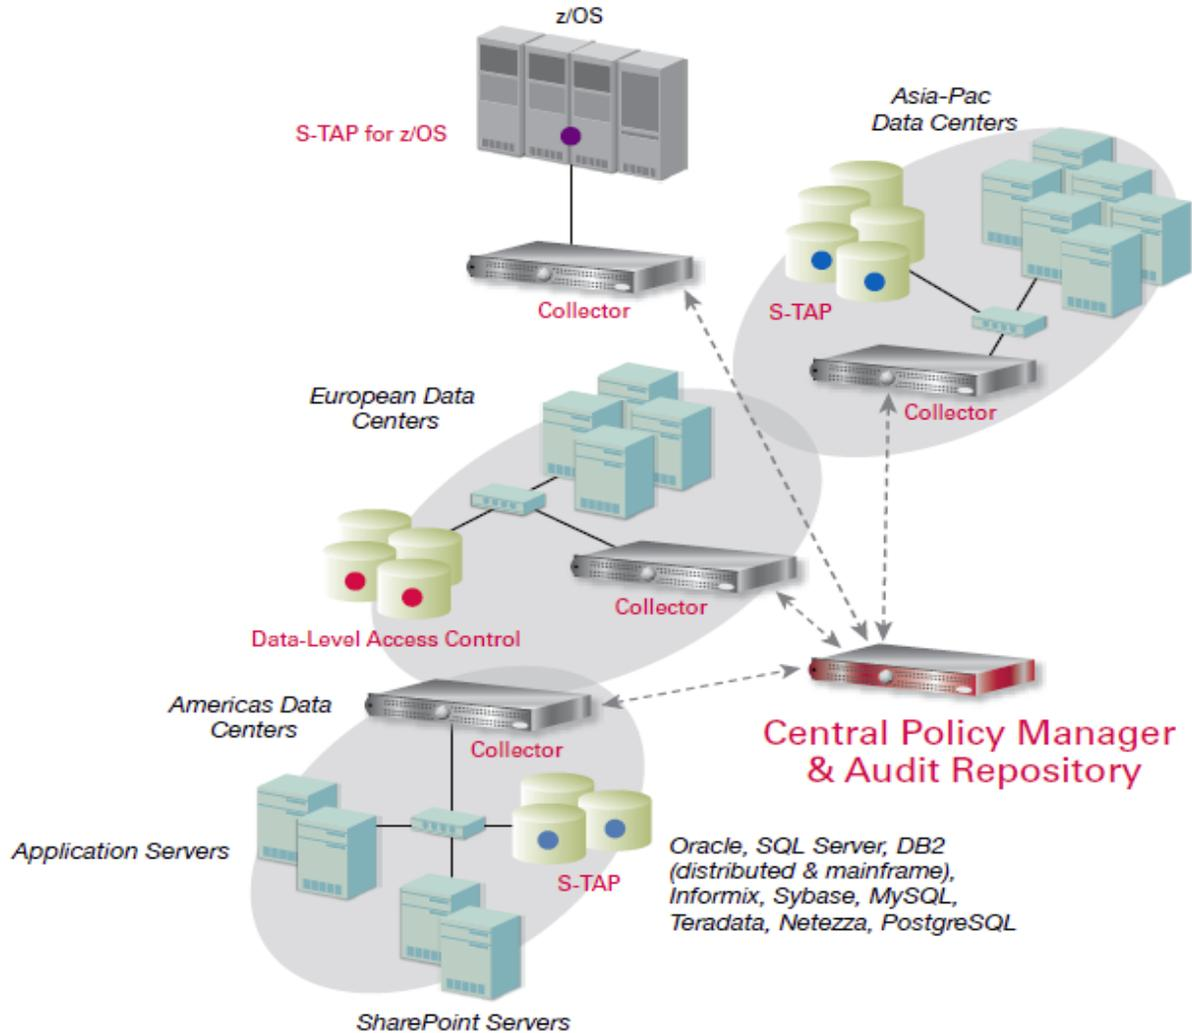 z/OS
S-TAP for z/OS
Collector
Asia-Pac
Data Centers
S-TAP
Collector
European Data
Centers
Collector
Data-Level Access Control
Americas Data
Centers
Collector
Central Policy Manager
& Audit Repository
Application Servers
S-TAP
Oracle, SQL Server, DB2
(distributed & mainframe),
Informix, Sybase, MySQL,
Teradata, Netezza, PostgreSQL
SharePoint Servers